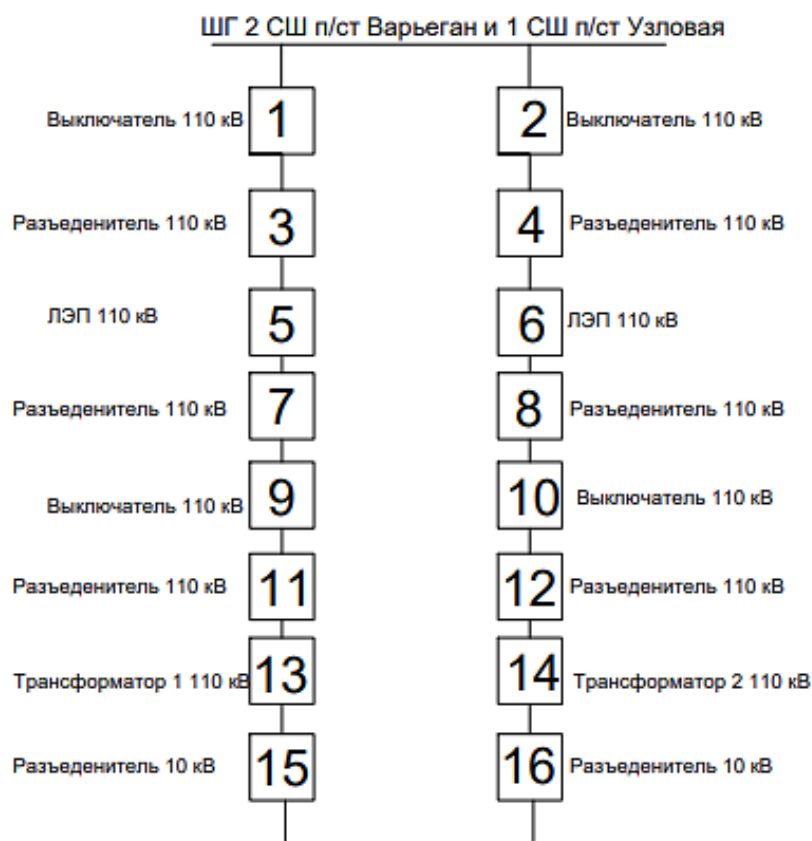 ШГ 2 СШ п/ст Варьеган и 1 СШ п/ст Узловая
Выключатель 110 кВ 1 2 Выключатель 110 кВ
Разъеденитель 110 кВ 3 4 Разъеденитель 110 кВ
ЛЭП 110 кВ 5 6 ЛЭП 110 кВ
Разъеденитель 110 кВ 7 8 Разъеденитель 110 кВ
Выключатель 110 кВ 9 10 Выключатель 110 кВ
Разъеденитель 110 кВ 11 12 Разъеденитель 110 кВ
Трансформатор 1 110 кВ 13 14 Трансформатор 2 110 кВ
Разъеденитель 10 кВ 15 16 Разъеденитель 10 кВ